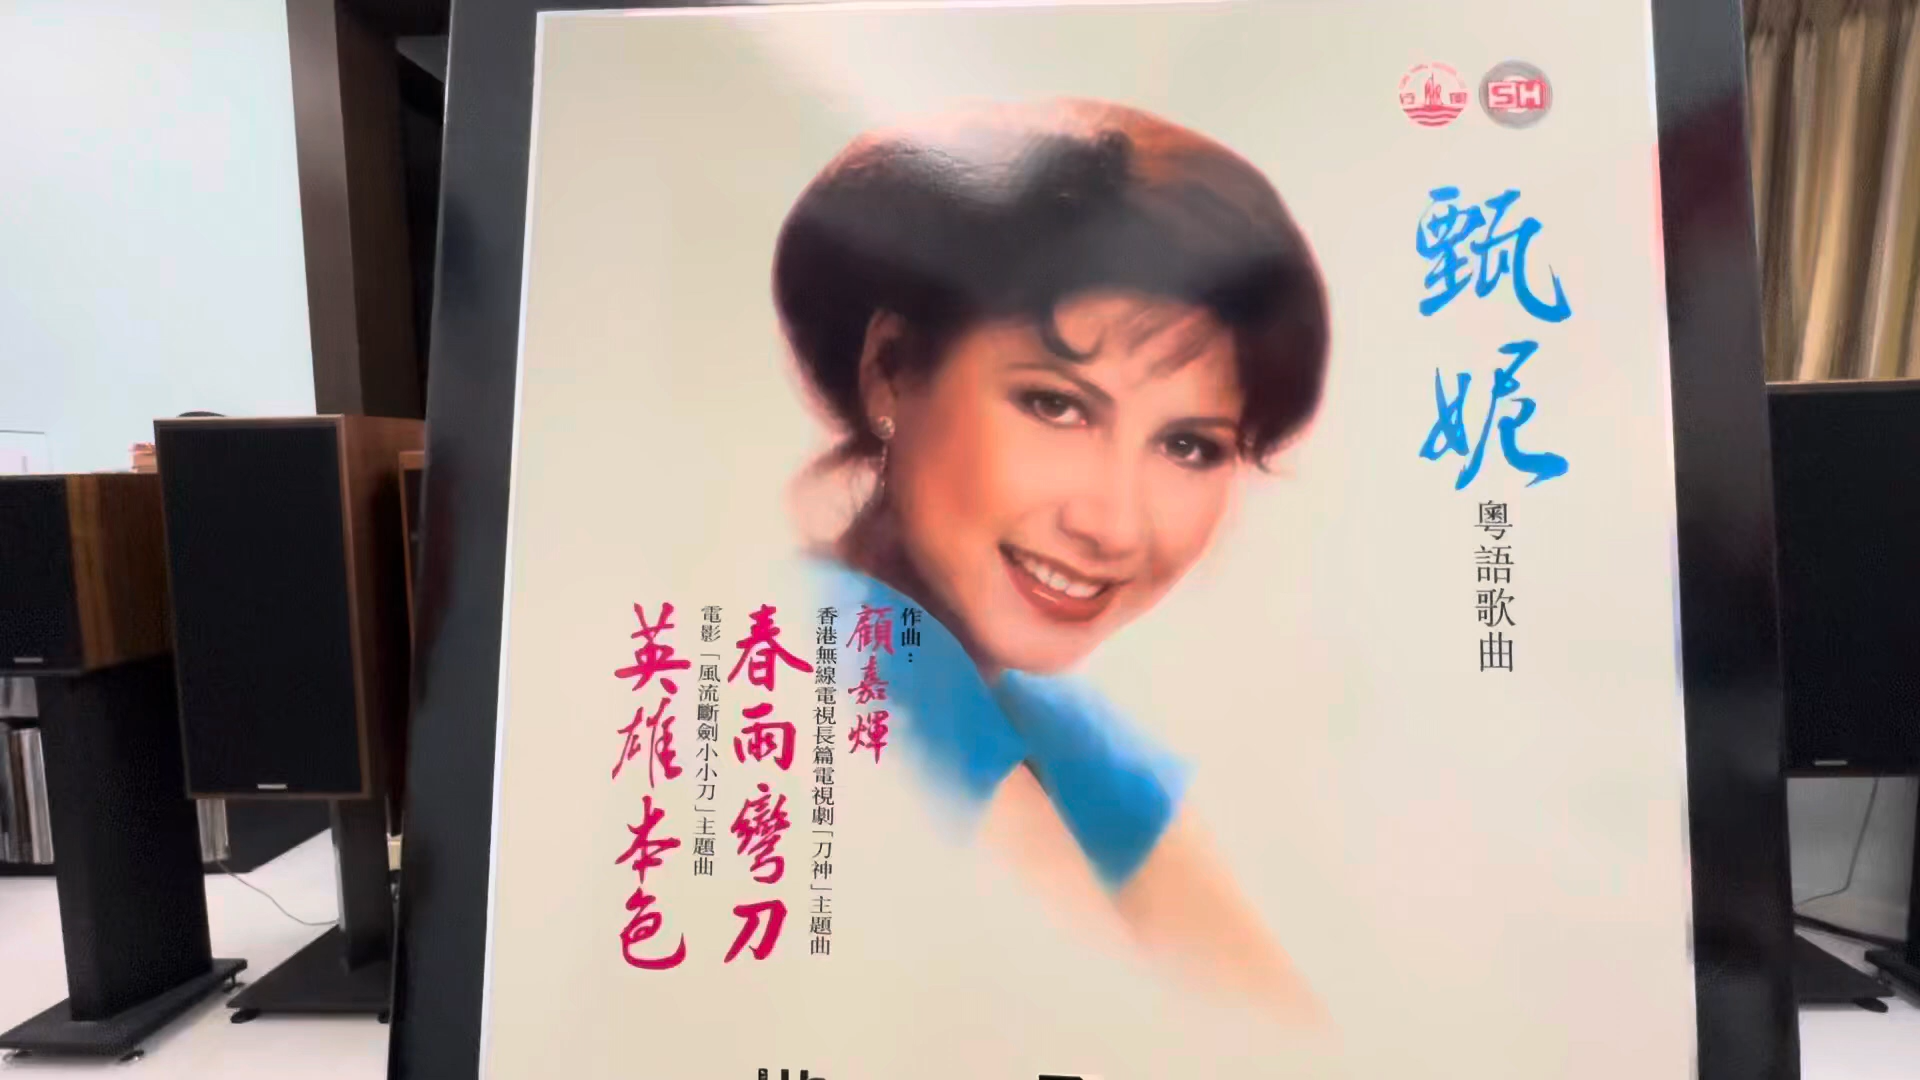 SH
甄妮
粵語歌曲
作曲：
顧嘉煇
香港無線電視長篇電視劇「刀神」主題曲
春雨彎刀
電影「風流斷劍小小刀」主題曲
英雄本色